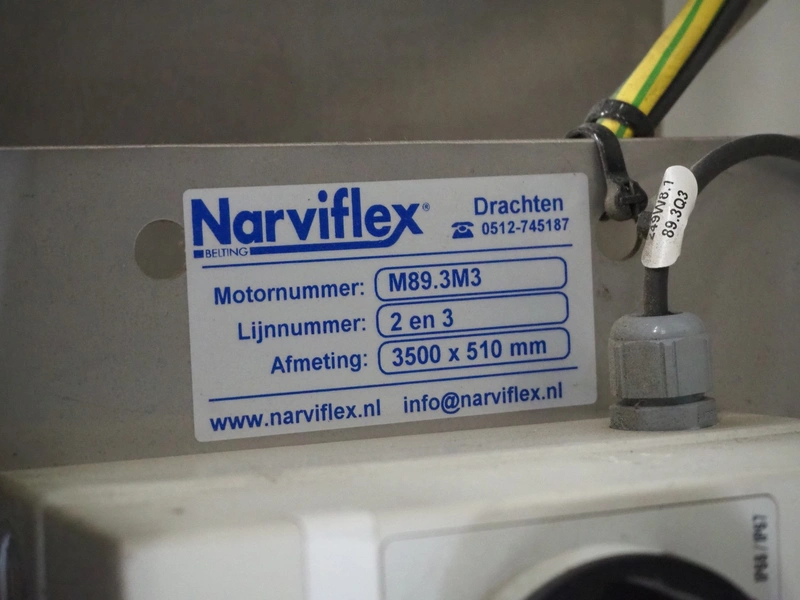 Narviflex®
BELTING
Drachten
☎ 0512-745187
Motornummer: M89.3M3
Lijnnummer: 2 en 3
Afmeting: 3500 x 510 mm
www.narviflex.nl info@narviflex.nl
89.3Q3